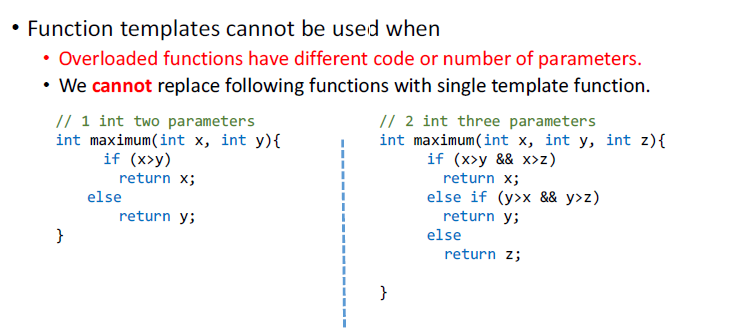 • Function templates cannot be used when
• Overloaded functions have different code or number of parameters.
• We cannot replace following functions with single template function.
// 1 int two parameters
int maximum(int x, int y){
if (x>y)
return x;
else
return y;
}
// 2 int three parameters
int maximum(int x, int y, int z){
if (x>y && x>z)
return x;
else if (y>x && y>z)
return y;
else
return z;
}